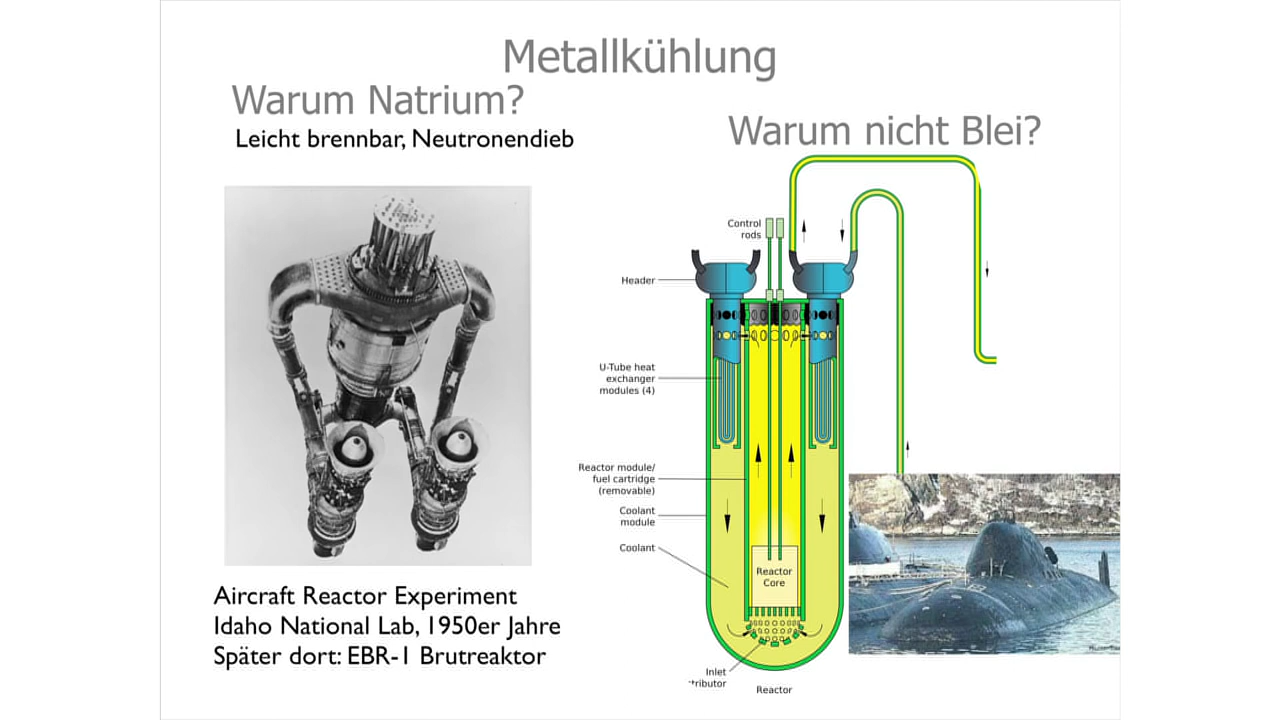 Metallkühlung
Warum Natrium?
Leicht brennbar, Neutronendieb
Warum nicht Blei?
Control
rods
Header
U-Tube heat
exchanger
modules (4)
Reactor module/
fuel cartridge
(removable)
Coolant
module
Coolant
Reactor
Core
Inlet
Reactor
Aircraft Reactor Experiment
Idaho National Lab, 1950er Jahre
Später dort: EBR-1 Brutreaktor